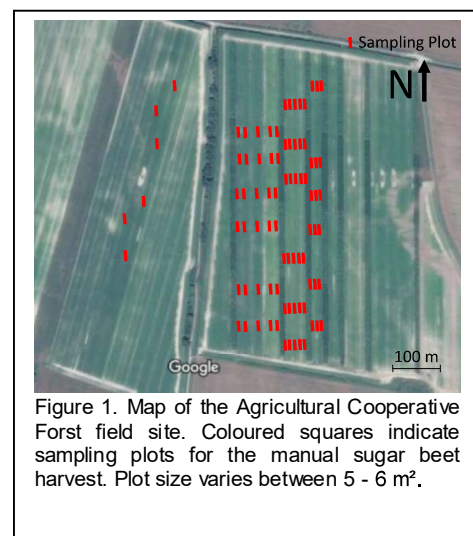 Sampling Plot
N
Google
100 m
Figure 1. Map of the Agricultural Cooperative
Forst field site. Coloured squares indicate
sampling plots for the manual sugar beet
harvest. Plot size varies between 5 - 6 m².